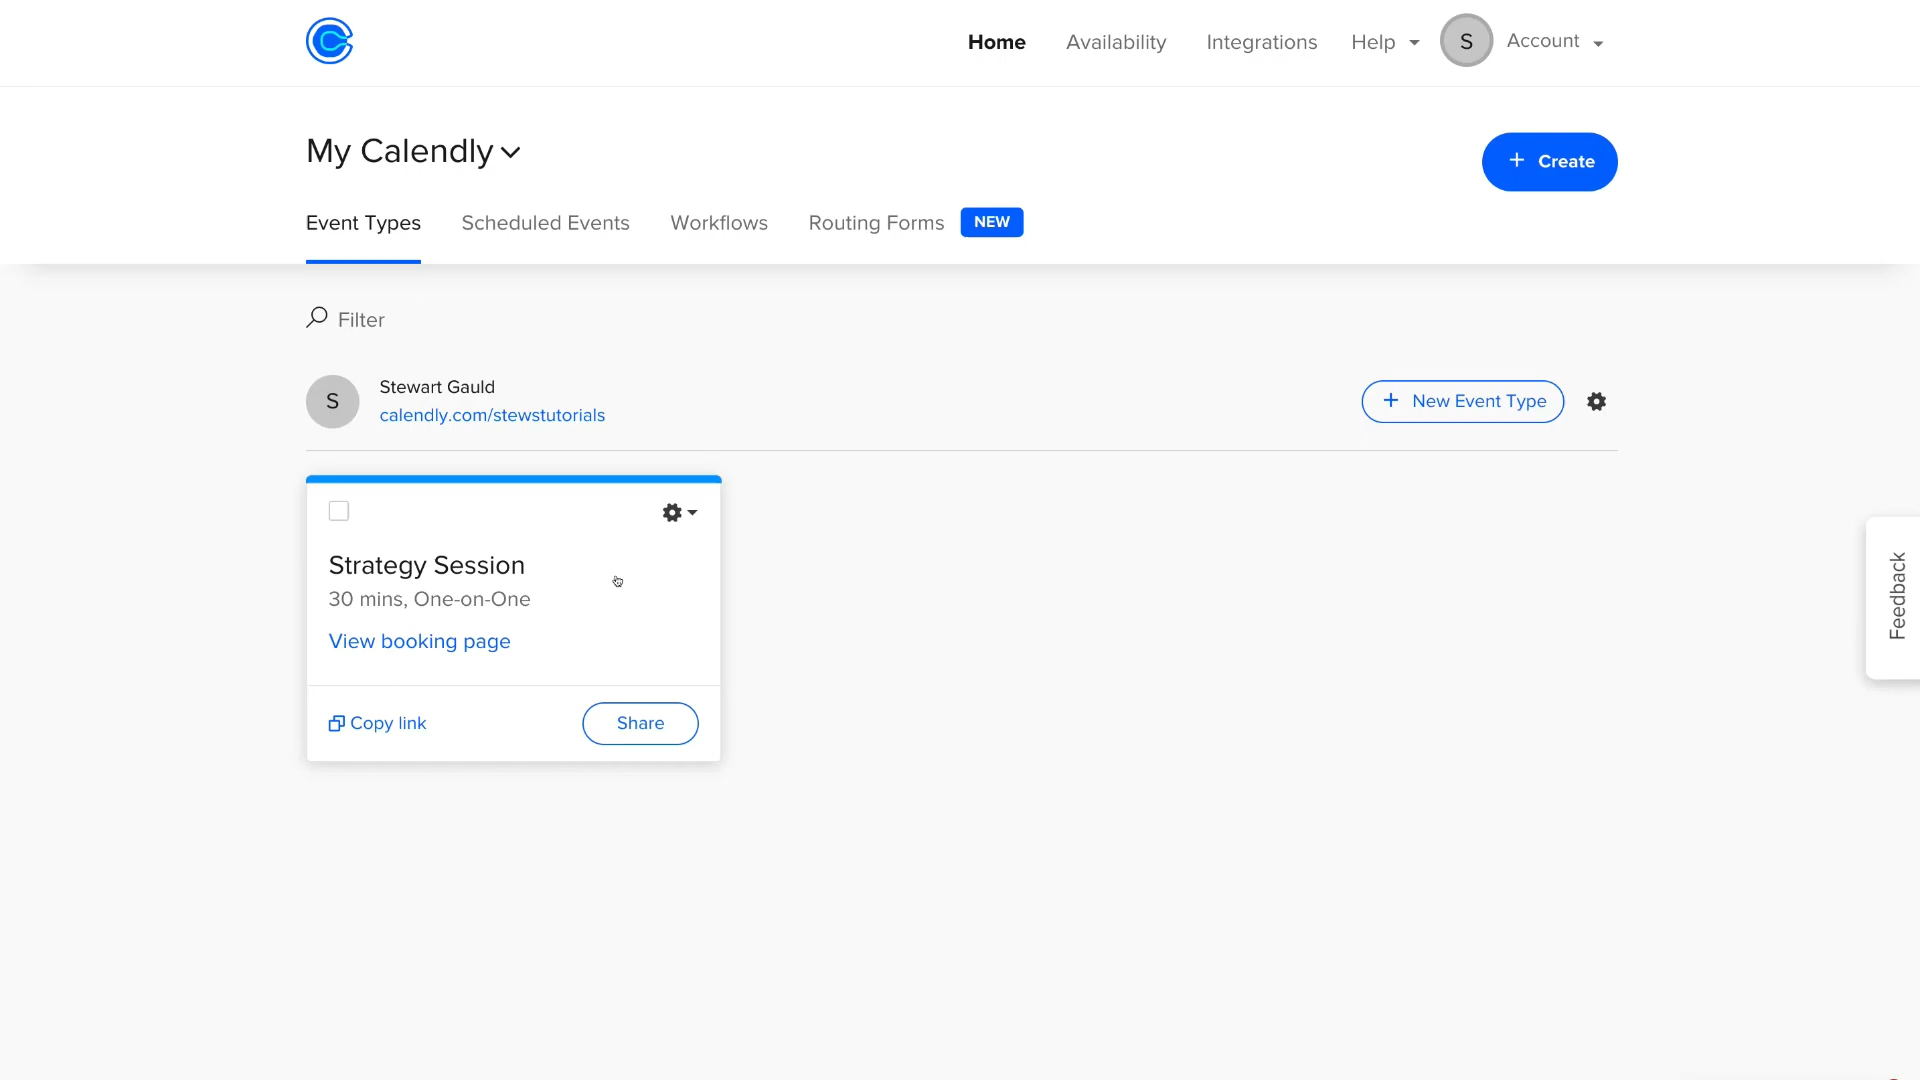 Home Availability Integrations Help S Account
My Calendly
+ Create
Event Types Scheduled Events Workflows Routing Forms NEW
Filter
S
Stewart Gauld
calendly.com/stewstutorials
+ New Event Type
Strategy Session
30 mins, One-on-One
View booking page
Copy link
Share
Feedback